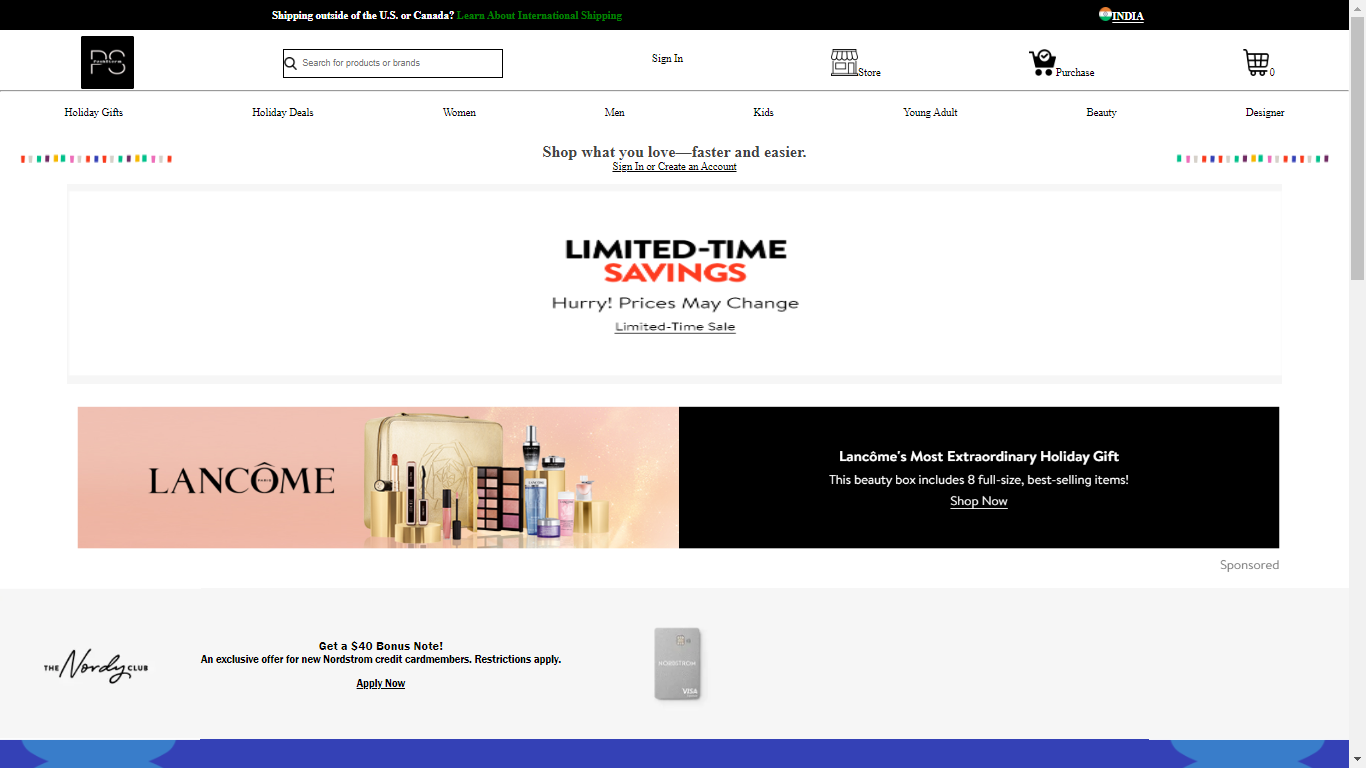 Shipping outside of the U.S. or Canada? Learn About International Shipping
INDIA
PS
Search for products or brands
Sign In
Store
Purchase
0
Holiday Gifts
Holiday Deals
Women
Men
Kids
Young Adult
Beauty
Designer
Shop what you love—faster and easier.
Sign In or Create an Account
LIMITED-TIME
SAVINGS
Hurry! Prices May Change
Limited-Time Sale
LANCÔME
PARIS
Lancôme's Most Extraordinary Holiday Gift
This beauty box includes 8 full-size, best-selling items!
Shop Now
Sponsored
THE Nordy CLUB
Get a $40 Bonus Note!
An exclusive offer for new Nordstrom credit cardmembers. Restrictions apply.
Apply Now
NORDSTROM
VISA